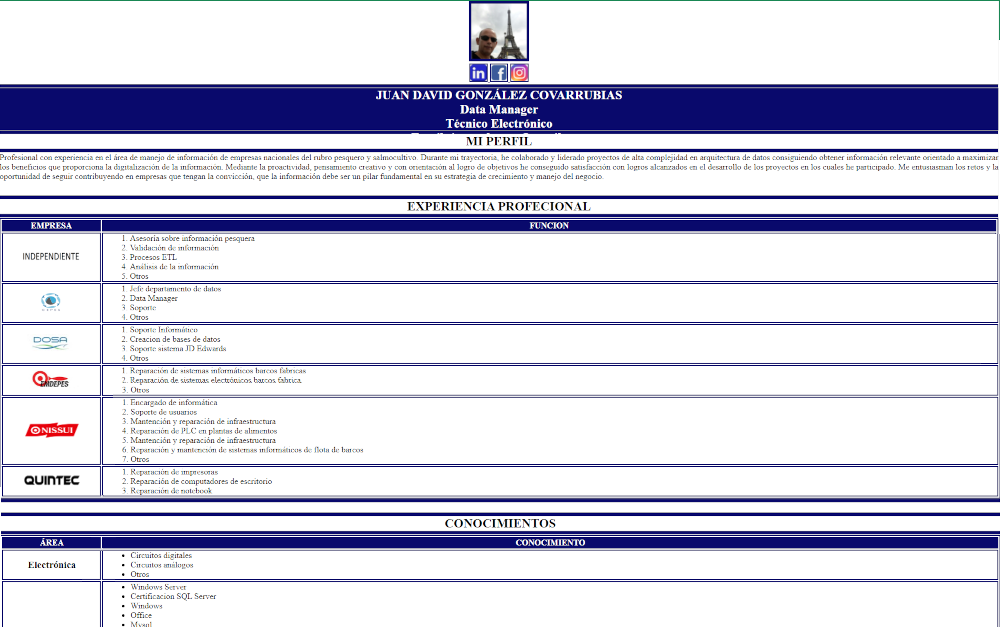 in f
JUAN DAVID GONZÁLEZ COVARRUBIAS
Data Manager
Técnico Electrónico
MI PERFIL
Profesional con experiencia en el área de manejo de información de empresas nacionales del rubro pesquero y salmocultivo. Durante mi trayectoria, he colaborado y liderado proyectos de alta complejidad en arquitectura de datos consiguiendo obtener información relevante orientado a maximizar
los beneficios que proporciona la digitalización de la información. Mediante la proactividad, pensamiento creativo y con orientación al logro de objetivos he conseguido satisfacción con logros alcanzados en el desarrollo de los proyectos en los cuales he participado. Me entusiasman los retos y la
oportunidad de seguir contribuyendo en empresas que tengan la convicción, que la información debe ser un pilar fundamental en su estrategia de crecimiento y manejo del negocio.
EXPERIENCIA PROFECIONAL
EMPRESA FUNCION
INDEPENDIENTE
1. Asesoría sobre información pesquera
2. Validación de información
3. Procesos ETL
4. Análisis de la información
5. Otros
1. Jefe departamento de datos
2. Data Manager
3. Soporte
4. Otros
DOSA
1. Soporte Informático
2. Creacion de bases de datos
3. Soporte sistema JD Edwards
4. Otros
EMDEPES
1. Reparación de sistemas informáticos barcos fabricas
2. Reparación de sistemas electrónicos barcos fabrica
3. Otros
NISSUI
1. Encargado de informática
2. Soporte de usuarios
3. Mantención y reparación de infraestructura
4. Reparación de PLC en plantas de alimentos
5. Mantención y reparación de infraestructura
6. Reparación y mantención de sistemas informáticos de flota de barcos
7. Otros
QUINTEC
1. Reparación de impresoras
2. Reparación de computadores de escritorio
3. Reparación de notebook
CONOCIMIENTOS
ÁREA CONOCIMIENTO
Electrónica
• Circuitos digitales
• Circuitos análogos
• Otros
• Windows Server
• Certificacion SQL Server
• Windows
• Office
• Mysql